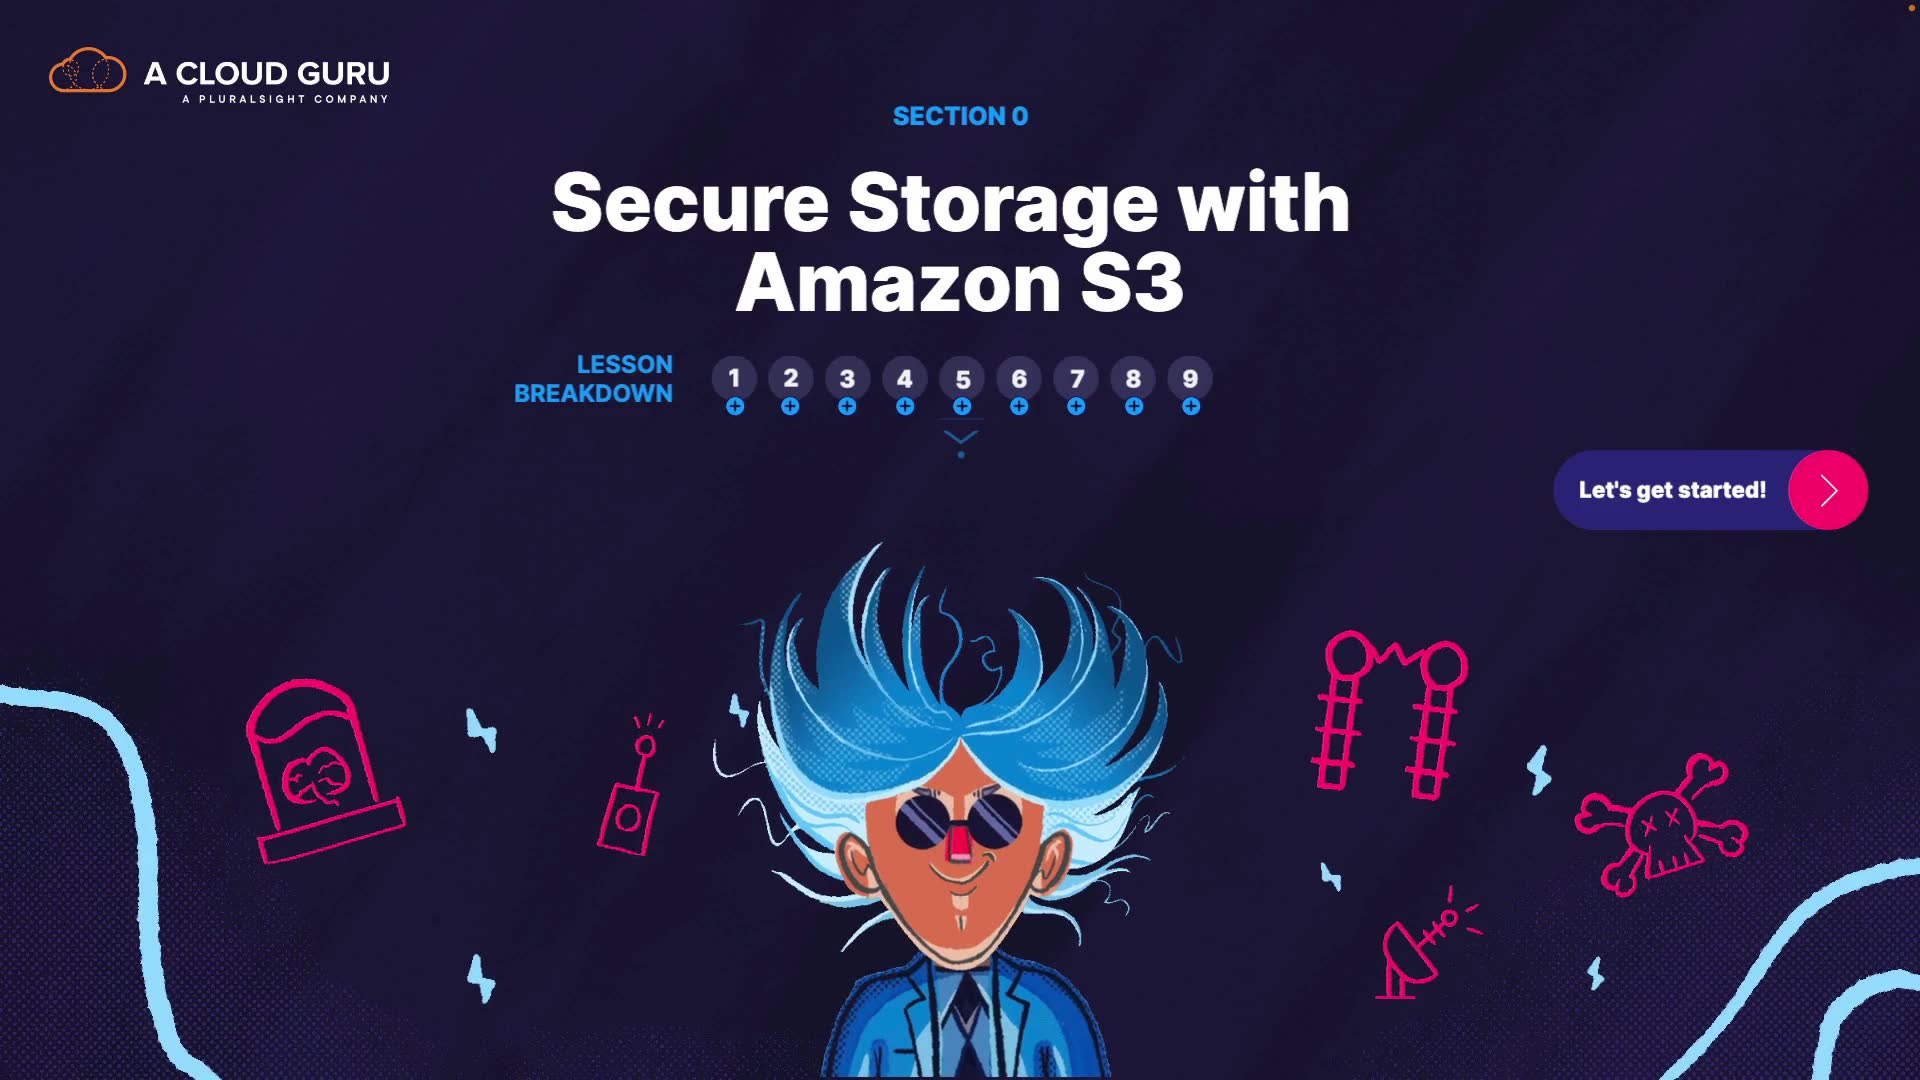 A CLOUD GURU
A PLURALSIGHT COMPANY
SECTION 0
Secure Storage with
Amazon S3
LESSON
BREAKDOWN
1 2 3 4 5 6 7 8 9
Let's get started!